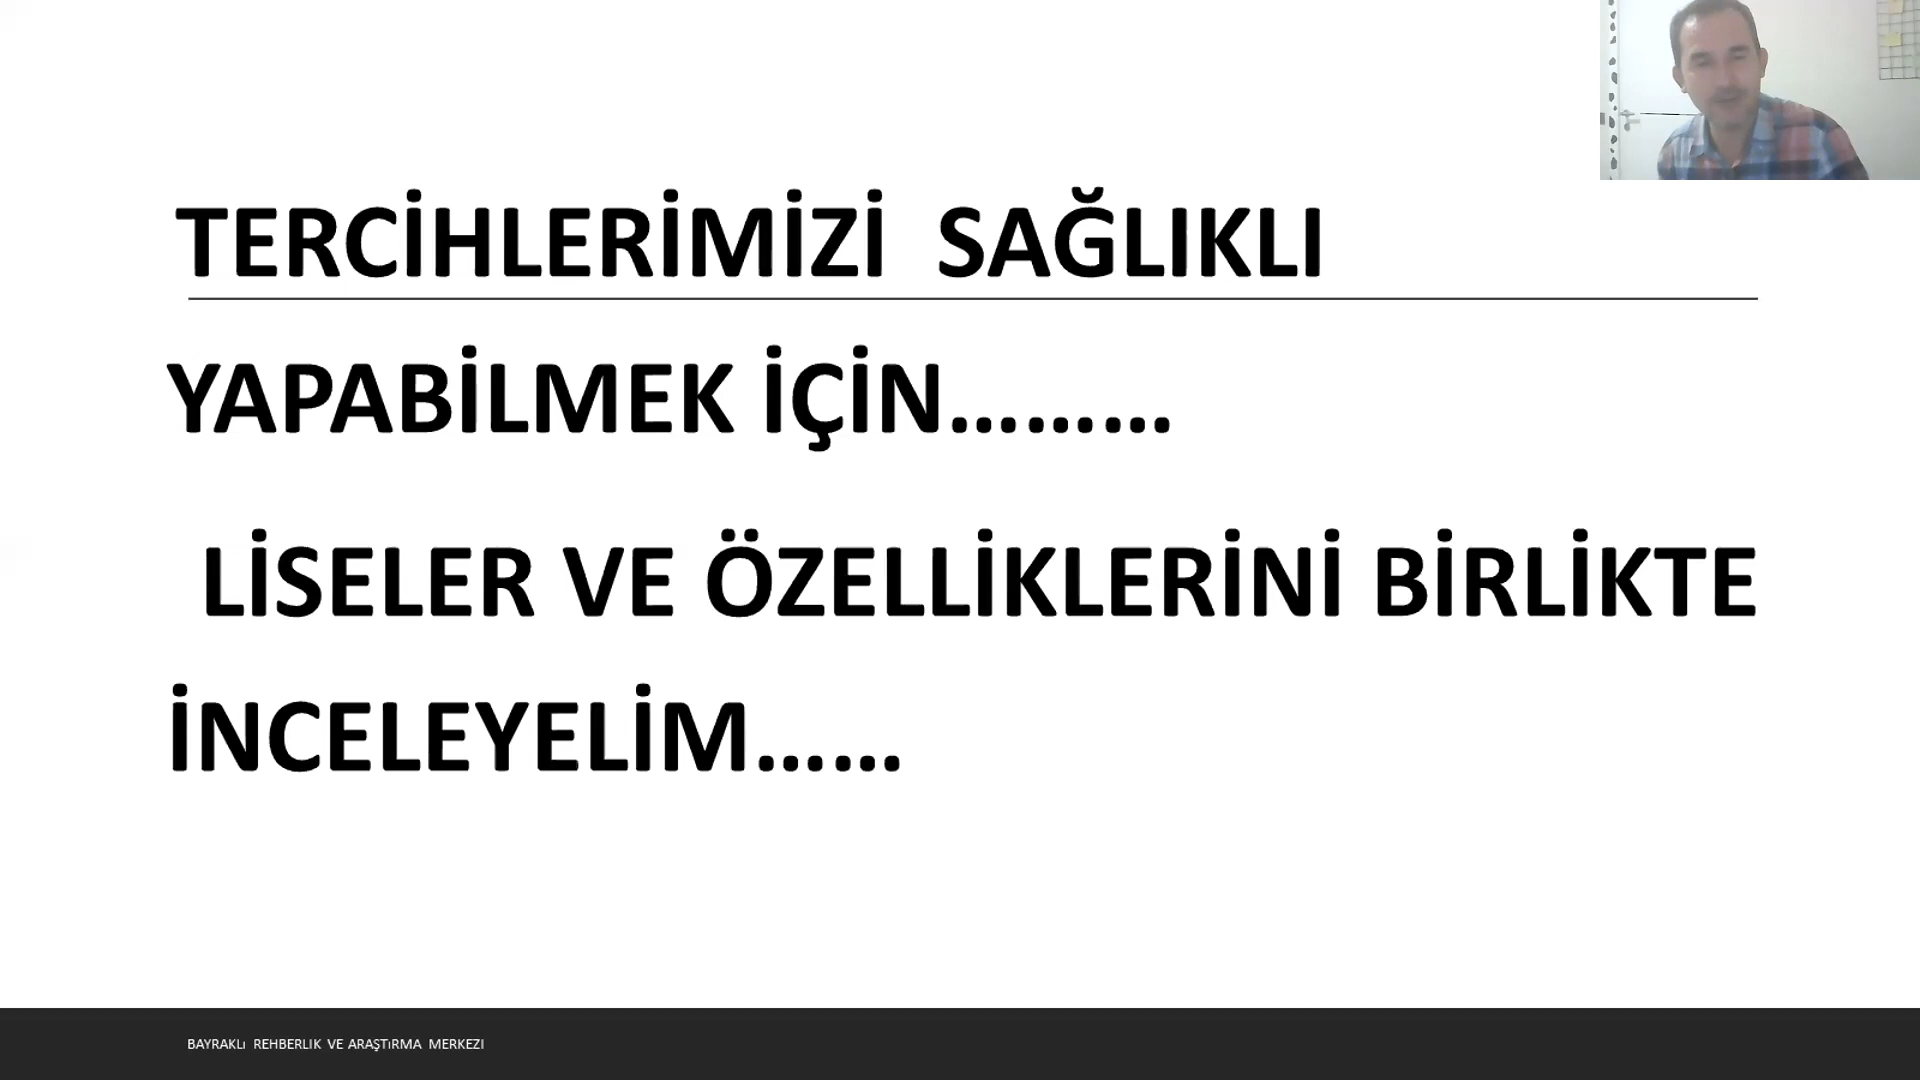 TERCİHLERİMİZİ SAĞLIKLI
YAPABİLMEK İÇİN………
LİSELER VE ÖZELLİKLERİNİ BİRLİKTE
İNCELEYELİM……
BAYRAKLı REHBERLIK VE ARAŞTıRMA MERKEZI